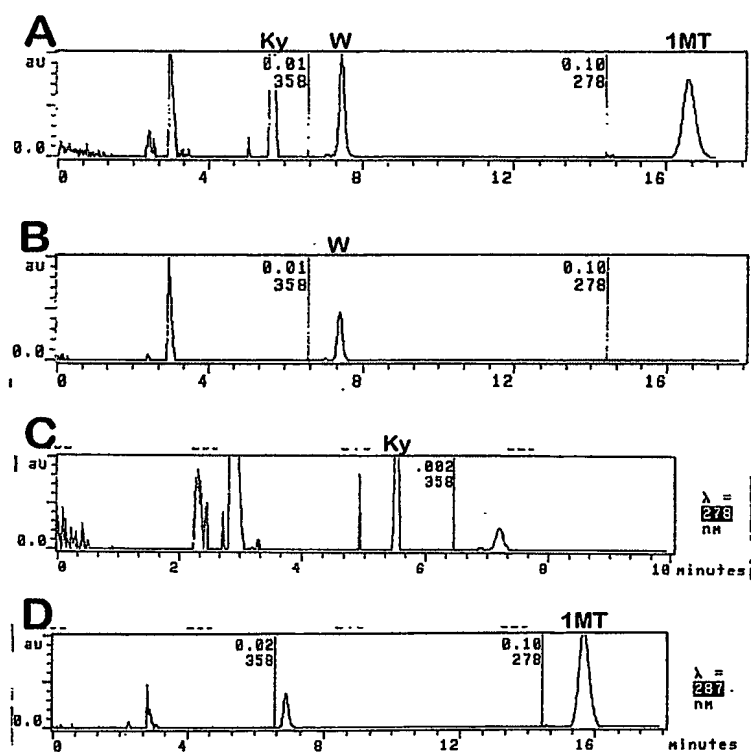 A
Ky W 1MT
au 0.01 0.10
358 278
0.0
0 4 8 12 16
B
W
au 0.01 0.10
358 278
0.0
0 4 8 12 16
C
Ky
au .002
358
λ =
278
nm
0.0
0 2 4 6 8 10 minutes
D
1MT
au 0.02 0.10
358 278
λ =
287
nm
0.0
0 4 8 12 16 minutes